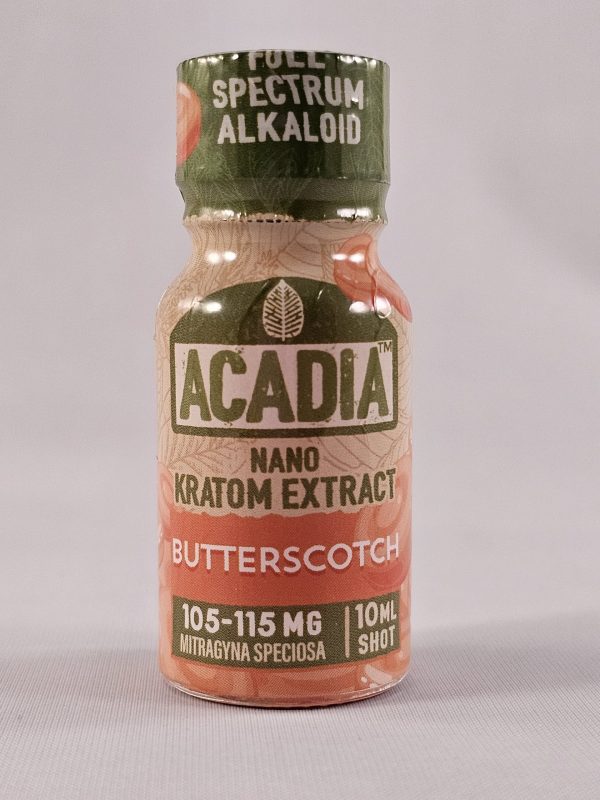 FULL
SPECTRUM
ALKALOID
ACADIA™
NANO
KRATOM EXTRACT
BUTTERSCOTCH
105-115 MG
MITRAGYNA SPECIOSA
10ML
SHOT